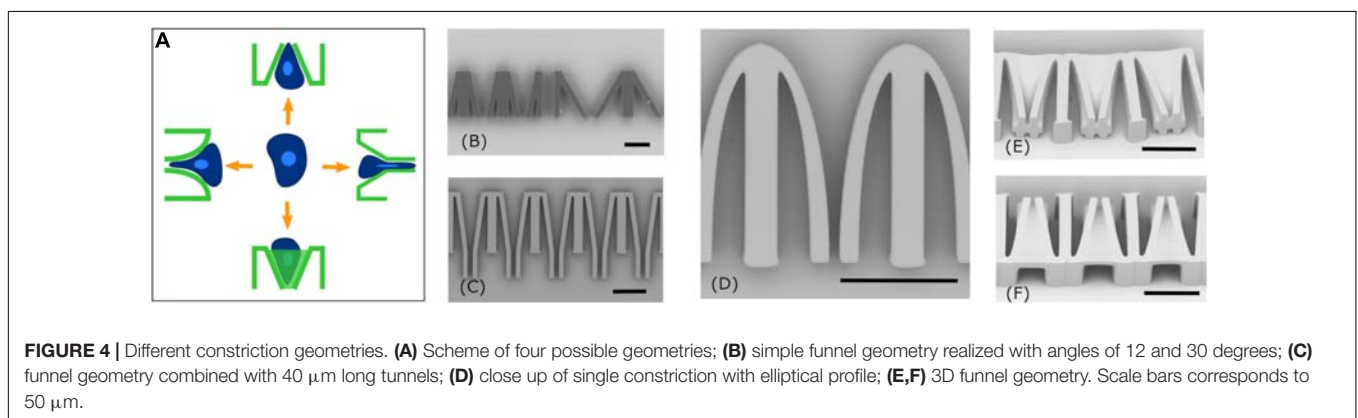 A
(B)
(C)
(D)
(E)
(F)
FIGURE 4 | Different constriction geometries. (A) Scheme of four possible geometries; (B) simple funnel geometry realized with angles of 12 and 30 degrees; (C)
funnel geometry combined with 40 μm long tunnels; (D) close up of single constriction with elliptical profile; (E,F) 3D funnel geometry. Scale bars corresponds to
50 μm.